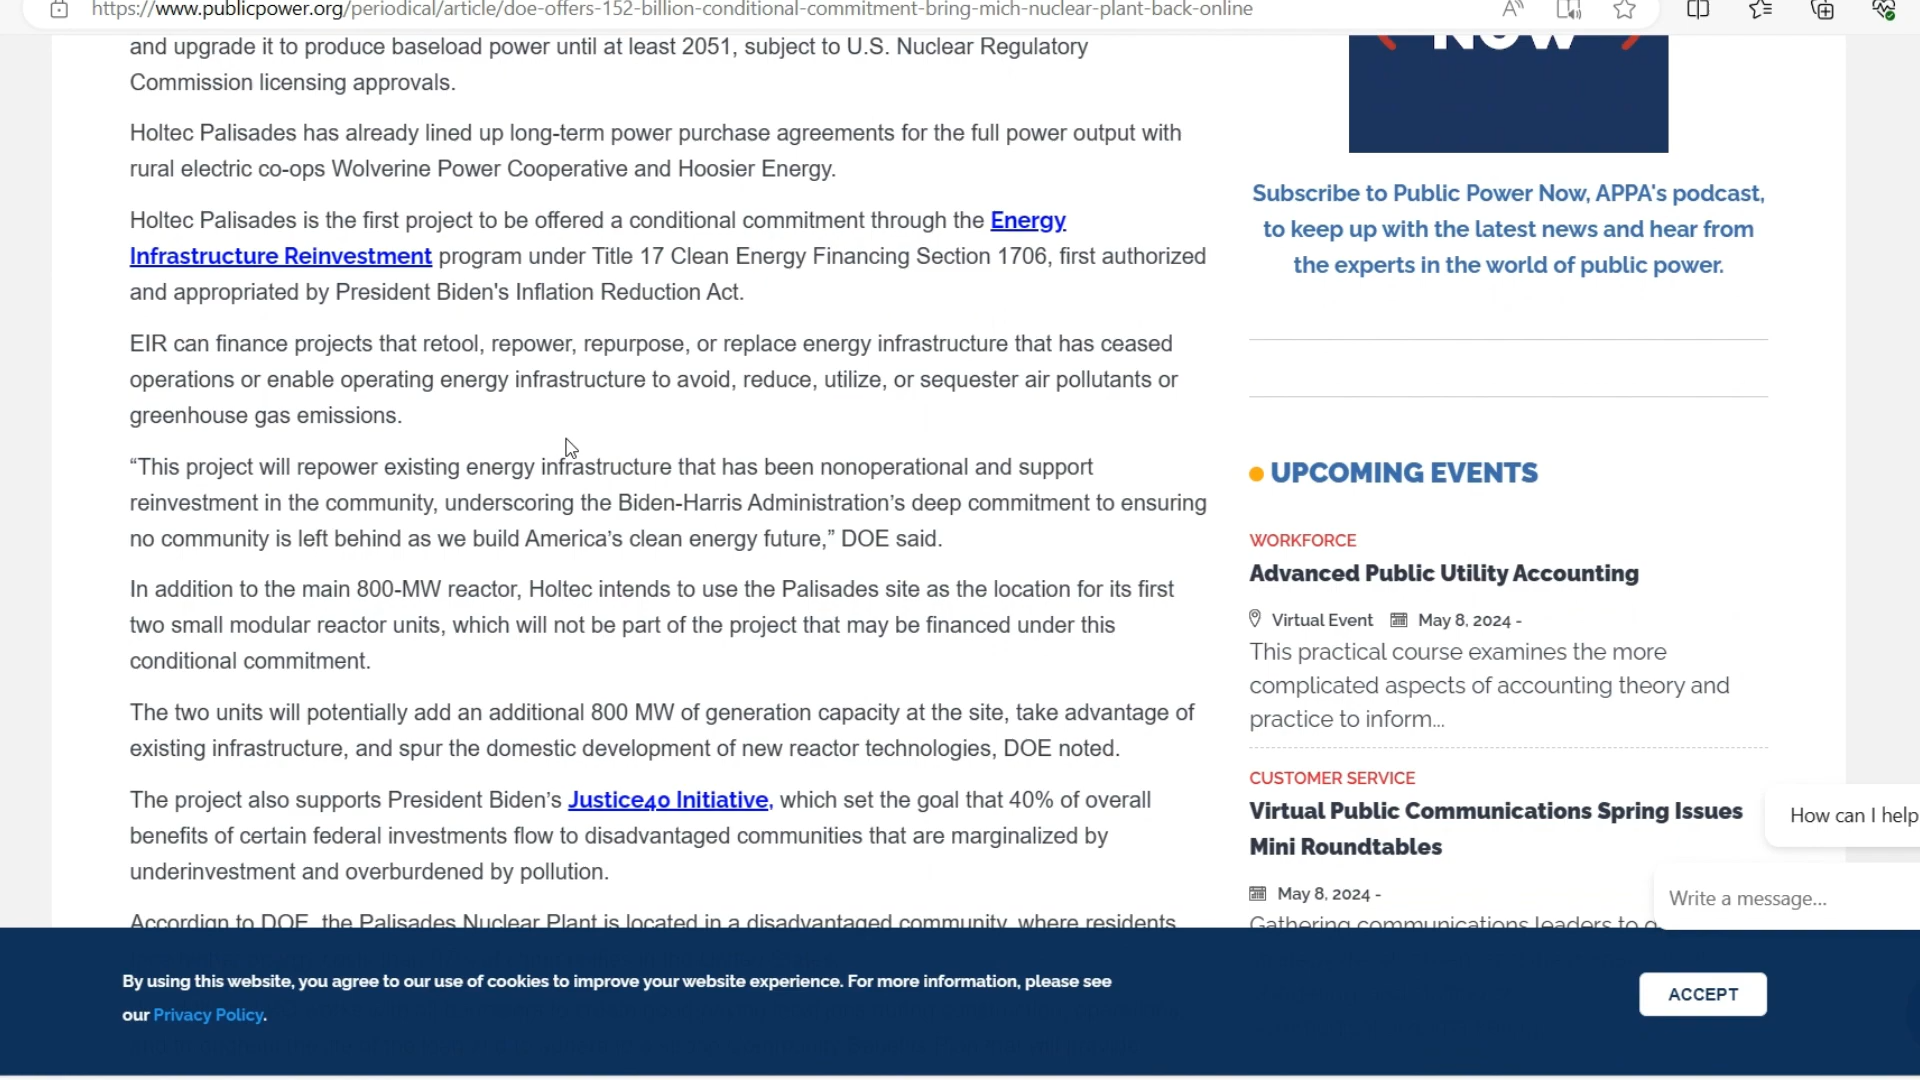 https://www.publicpower.org/periodical/article/doe-offers-152-billion-conditional-commitment-bring-mich-nuclear-plant-back-online
and upgrade it to produce baseload power until at least 2051, subject to U.S. Nuclear Regulatory
Commission licensing approvals.
Holtec Palisades has already lined up long-term power purchase agreements for the full power output with
rural electric co-ops Wolverine Power Cooperative and Hoosier Energy.
Holtec Palisades is the first project to be offered a conditional commitment through the Energy
Infrastructure Reinvestment program under Title 17 Clean Energy Financing Section 1706, first authorized
and appropriated by President Biden's Inflation Reduction Act.
EIR can finance projects that retool, repower, repurpose, or replace energy infrastructure that has ceased
operations or enable operating energy infrastructure to avoid, reduce, utilize, or sequester air pollutants or
greenhouse gas emissions.
“This project will repower existing energy infrastructure that has been nonoperational and support
reinvestment in the community, underscoring the Biden-Harris Administration’s deep commitment to ensuring
no community is left behind as we build America’s clean energy future,” DOE said.
In addition to the main 800-MW reactor, Holtec intends to use the Palisades site as the location for its first
two small modular reactor units, which will not be part of the project that may be financed under this
conditional commitment.
The two units will potentially add an additional 800 MW of generation capacity at the site, take advantage of
existing infrastructure, and spur the domestic development of new reactor technologies, DOE noted.
The project also supports President Biden’s Justice40 Initiative, which set the goal that 40% of overall
benefits of certain federal investments flow to disadvantaged communities that are marginalized by
underinvestment and overburdened by pollution.
Accordign to DOE, the Palisades Nuclear Plant is located in a disadvantaged community, where residents
NOW
Subscribe to Public Power Now, APPA's podcast,
to keep up with the latest news and hear from
the experts in the world of public power.
UPCOMING EVENTS
WORKFORCE
Advanced Public Utility Accounting
Virtual Event May 8, 2024 -
This practical course examines the more
complicated aspects of accounting theory and
practice to inform...
CUSTOMER SERVICE
Virtual Public Communications Spring Issues
Mini Roundtables
May 8, 2024 -
Gathering communications leaders to
How can I help
Write a message...
By using this website, you agree to our use of cookies to improve your website experience. For more information, please see
our Privacy Policy.
ACCEPT